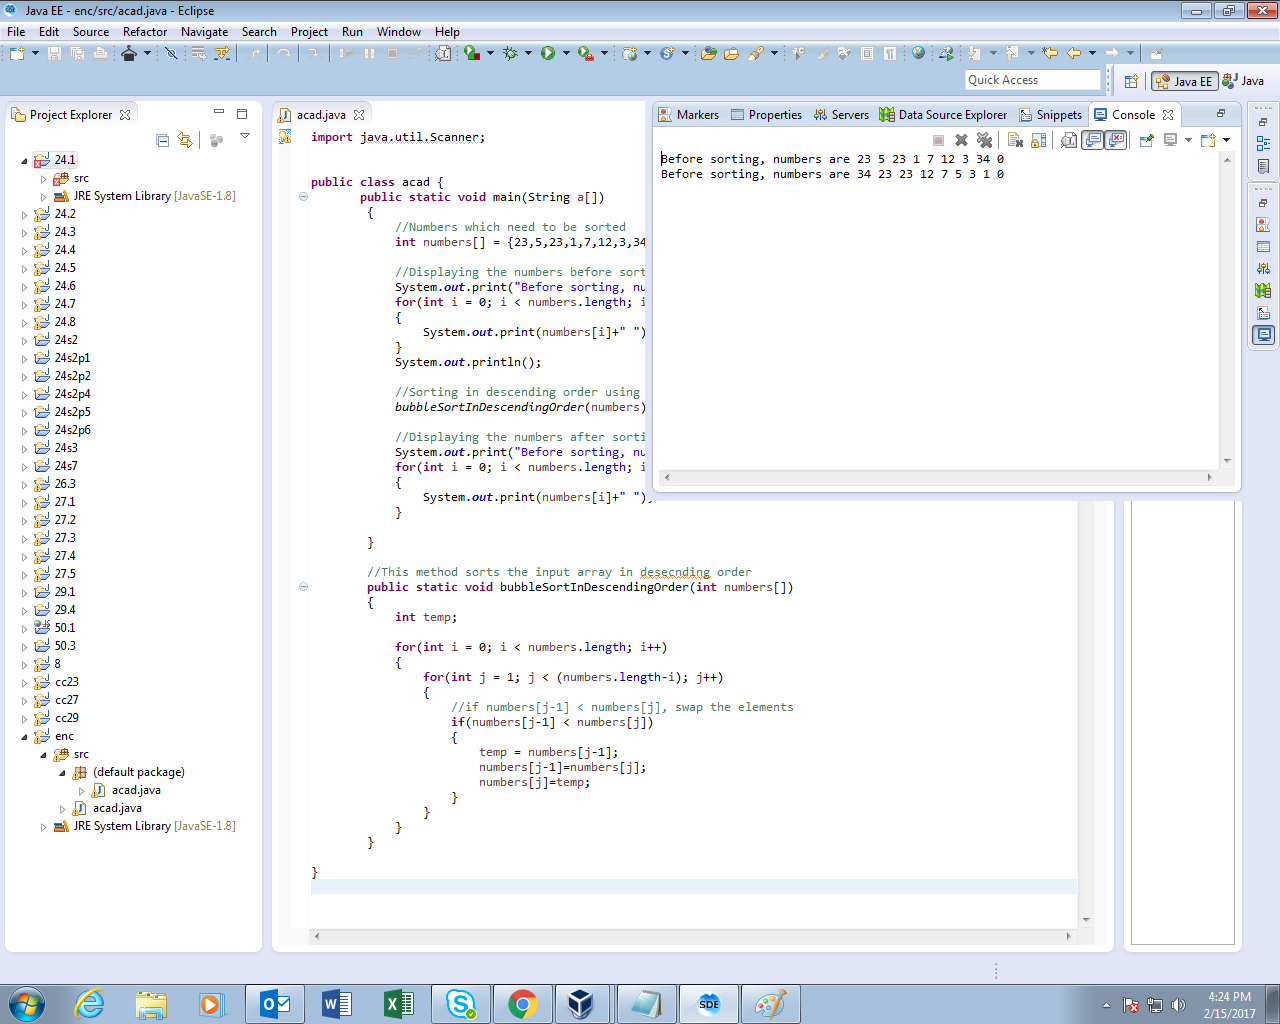 Java EE - enc/src/acad.java - Eclipse
File Edit Source Refactor Navigate Search Project Run Window Help
Quick Access
Java EE
Java
Project Explorer
24.1
src
JRE System Library [JavaSE-1.8]
24.2
24.3
24.4
24.5
24.6
24.7
24.8
24s2
24s2p1
24s2p2
24s2p4
24s2p5
24s2p6
24s3
24s7
26.3
27.1
27.2
27.3
27.4
27.5
29.1
29.4
50.1
50.3
8
cc23
cc27
cc29
enc
src
(default package)
acad.java
acad.java
JRE System Library [JavaSE-1.8]
acad.java
import java.util.Scanner;
public class acad {
public static void main(String a[])
{
//Numbers which need to be sorted
int numbers[] = {23,5,23,1,7,12,3,34
//Displaying the numbers before sort
System.out.print("Before sorting, nu
for(int i = 0; i < numbers.length; i
{
System.out.print(numbers[i]+" ")
}
System.out.println();
//Sorting in descending order using
bubbleSortInDescendingOrder(numbers)
//Displaying the numbers after sorti
System.out.print("Before sorting, nu
for(int i = 0; i < numbers.length; i
{
System.out.print(numbers[i]+" ");
}
}
//This method sorts the input array in desecnding order
public static void bubbleSortInDescendingOrder(int numbers[])
{
int temp;
for(int i = 0; i < numbers.length; i++)
{
for(int j = 1; j < (numbers.length-i); j++)
{
//if numbers[j-1] < numbers[j], swap the elements
if(numbers[j-1] < numbers[j])
{
temp = numbers[j-1];
numbers[j-1]=numbers[j];
numbers[j]=temp;
}
}
}
}
}
Markers Properties Servers Data Source Explorer Snippets Console
Before sorting, numbers are 23 5 23 1 7 12 3 34 0
Before sorting, numbers are 34 23 23 12 7 5 3 1 0
SDE
4:24 PM
2/15/2017